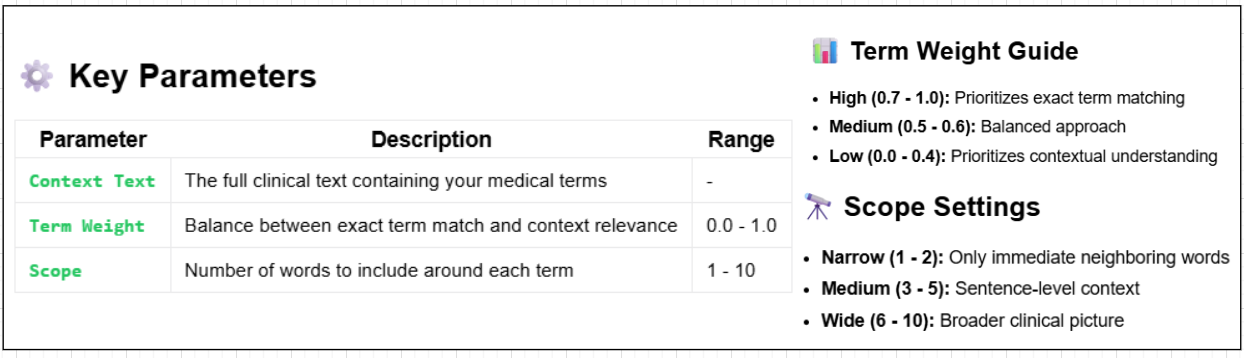 Key Parameters
Parameter Description Range
Context Text The full clinical text containing your medical terms -
Term Weight Balance between exact term match and context relevance 0.0 - 1.0
Scope Number of words to include around each term 1 - 10
Term Weight Guide
• High (0.7 - 1.0): Prioritizes exact term matching
• Medium (0.5 - 0.6): Balanced approach
• Low (0.0 - 0.4): Prioritizes contextual understanding
Scope Settings
• Narrow (1 - 2): Only immediate neighboring words
• Medium (3 - 5): Sentence-level context
• Wide (6 - 10): Broader clinical picture